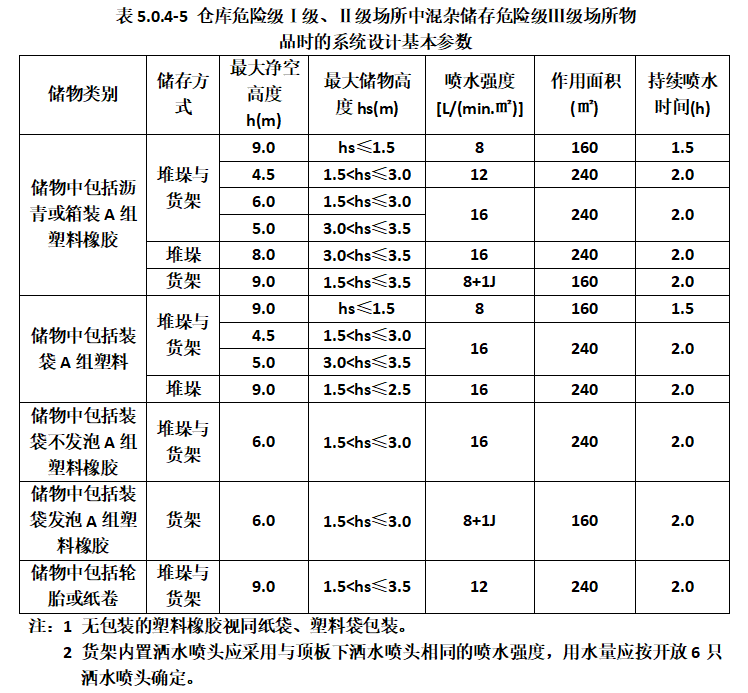 表 5.0.4-5 仓库危险级Ⅰ级、Ⅱ级场所中混杂储存危险级Ⅲ级场所物
品时的系统设计基本参数
储物类别 储存方式 最大净空高度 h(m) 最大储物高度 hs(m) 喷水强度 [L/(min.㎡)] 作用面积 (㎡) 持续喷水时间(h)
储物中包括沥青或箱装 A 组塑料橡胶 堆垛与货架 9.0 hs≤1.5 8 160 1.5
4.5 1.5<hs≤3.0 12 240 2.0
6.0 1.5<hs≤3.0 16 240 2.0
5.0 3.0<hs≤3.5
堆垛 8.0 3.0<hs≤3.5 16 240 2.0
货架 9.0 1.5<hs≤3.5 8+1J 160 2.0
储物中包括装袋 A 组塑料 堆垛与货架 9.0 hs≤1.5 8 160 1.5
4.5 1.5<hs≤3.0 16 240 2.0
5.0 3.0<hs≤3.5
堆垛 9.0 1.5<hs≤2.5 16 240 2.0
储物中包括装袋不发泡 A 组塑料橡胶 堆垛与货架 6.0 1.5<hs≤3.0 16 240 2.0
储物中包括装袋发泡 A 组塑料橡胶 货架 6.0 1.5<hs≤3.0 8+1J 160 2.0
储物中包括轮胎或纸卷 堆垛与货架 9.0 1.5<hs≤3.5 12 240 2.0
注：1 无包装的塑料橡胶视同纸袋、塑料袋包装。
2 货架内置洒水喷头应采用与顶板下洒水喷头相同的喷水强度，用水量应按开放 6 只
洒水喷头确定。